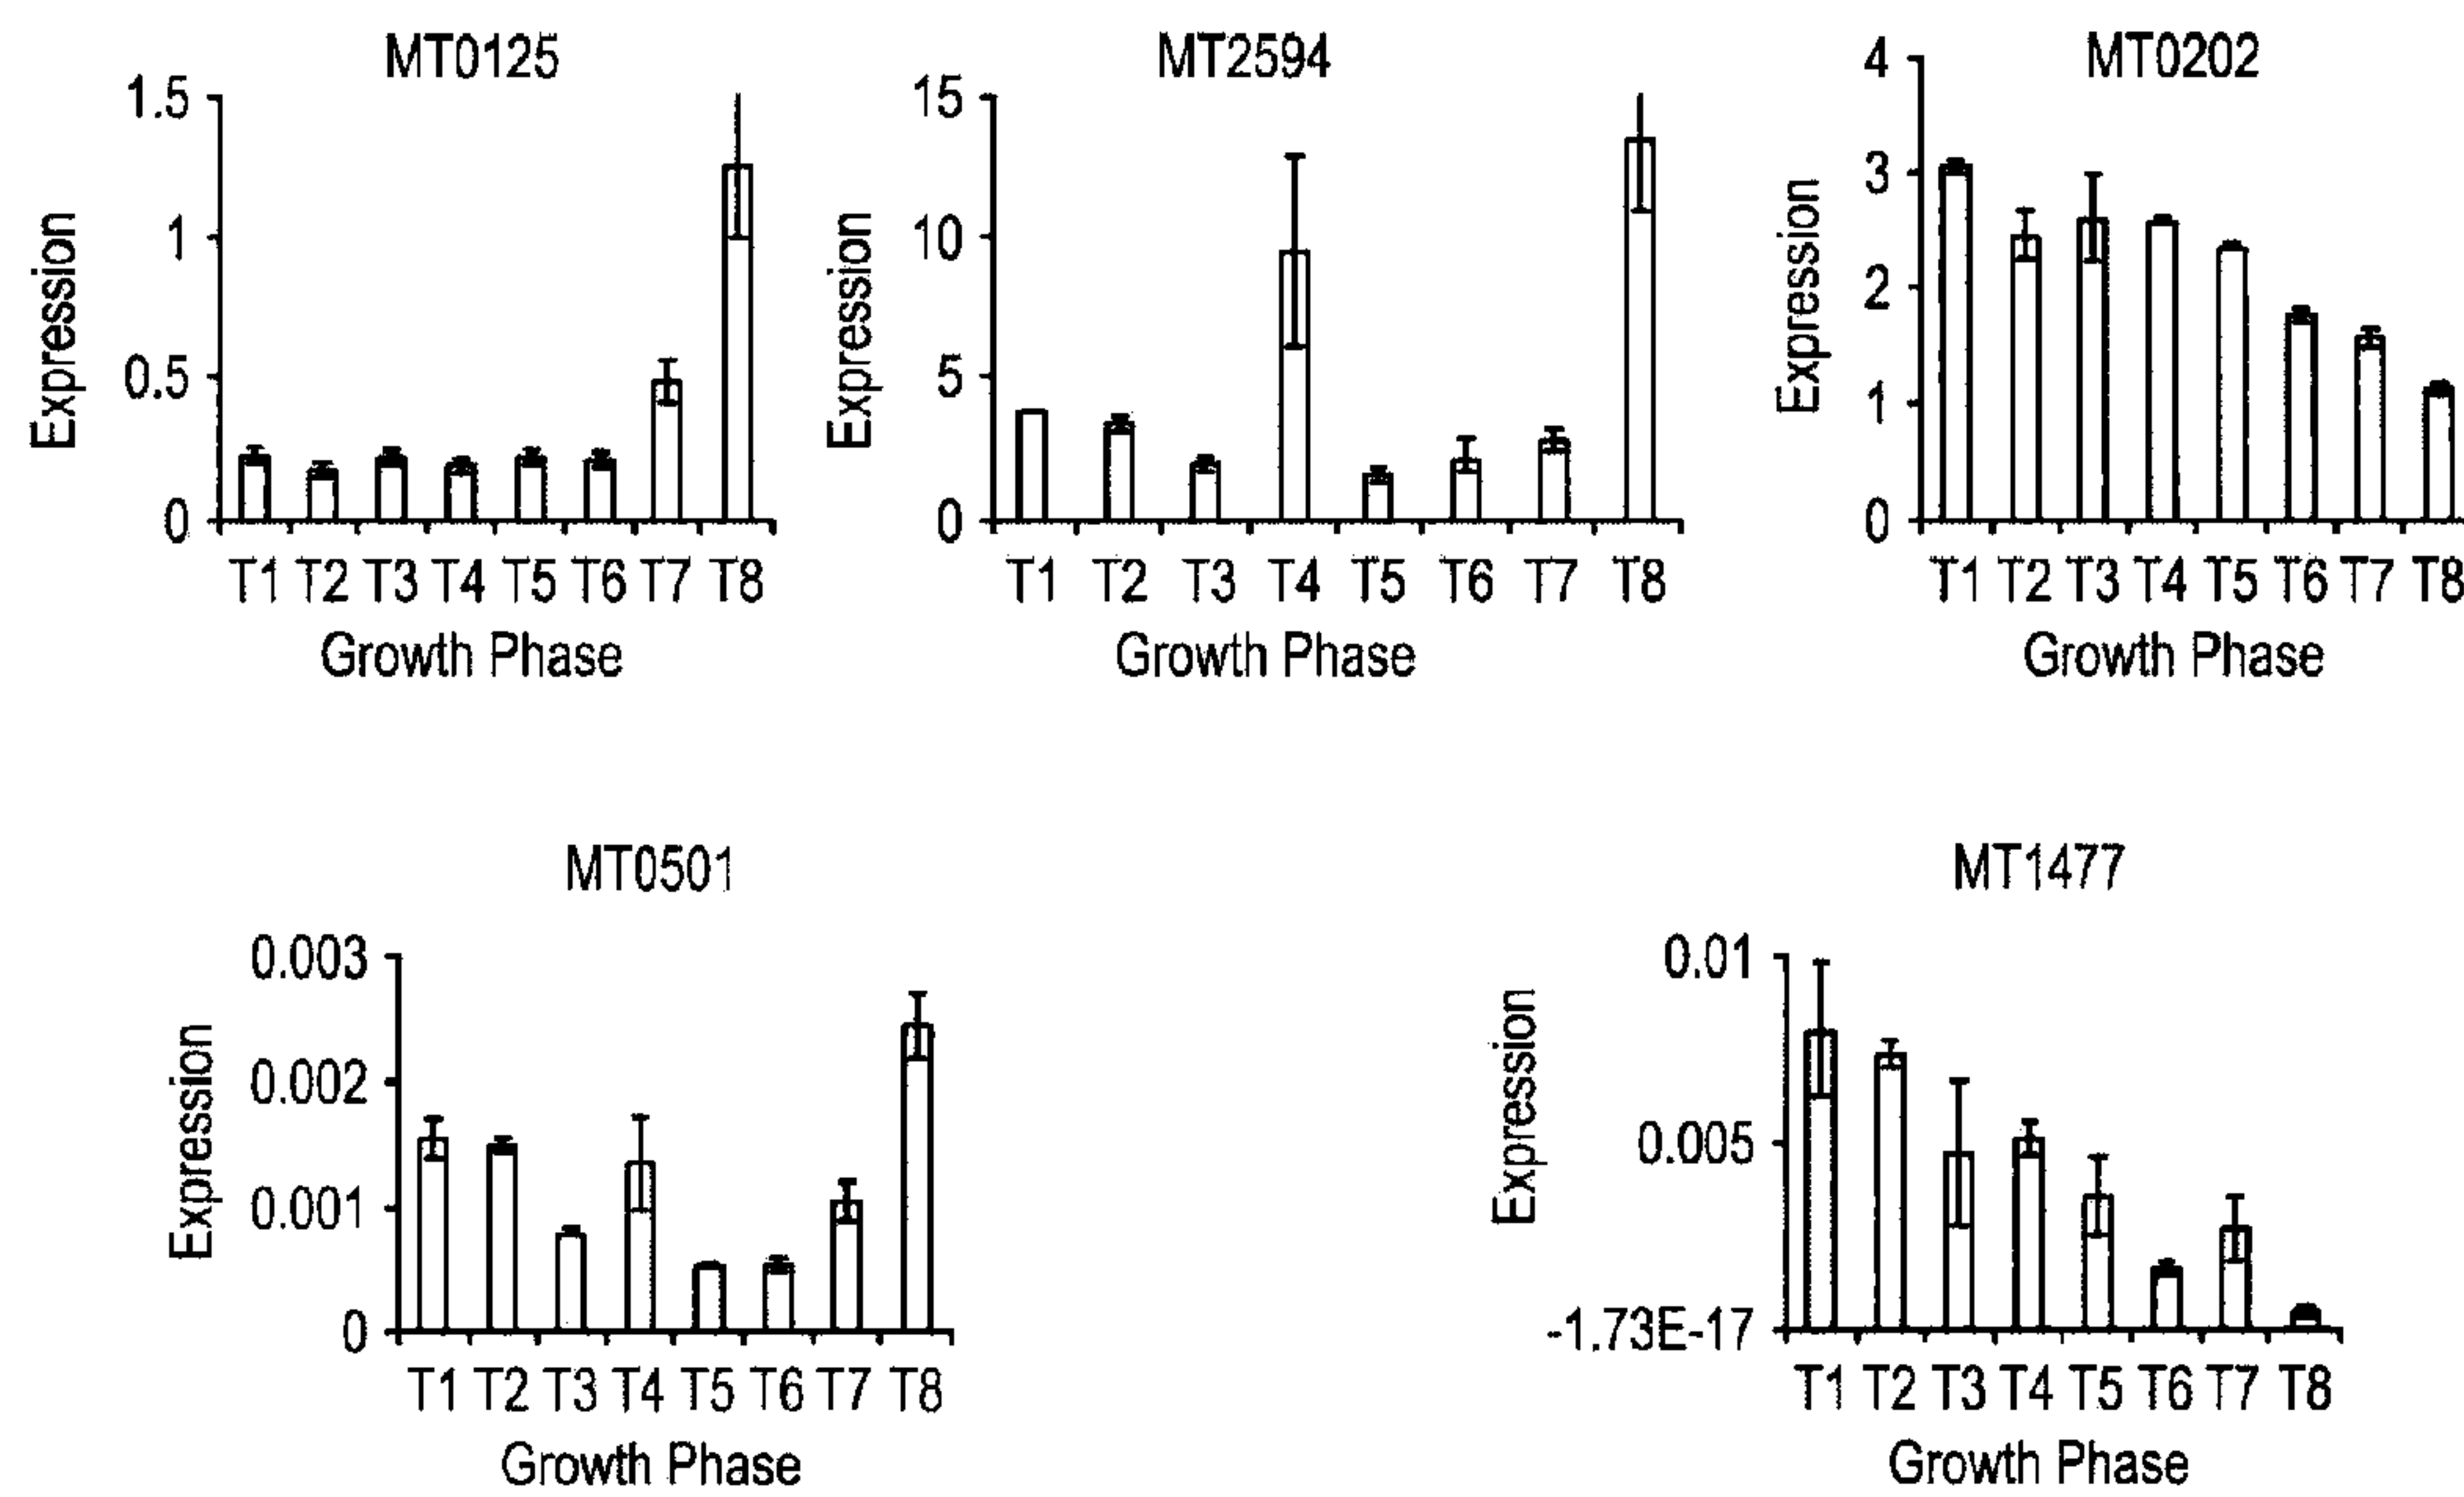 MT0125
1.5
1
0.5
0
Expression
T1 T2 T3 T4 T5 T6 T7 T8
Growth Phase
MT2594
15
10
5
0
Expression
T1 T2 T3 T4 T5 T6 T7 T8
Growth Phase
MT0202
4
3
2
1
0
Expression
T1 T2 T3 T4 T5 T6 T7 T8
Growth Phase
MT0501
0.003
0.002
0.001
0
Expression
T1 T2 T3 T4 T5 T6 T7 T8
Growth Phase
MT1477
0.01
0.005
-1.73E-17
Expression
T1 T2 T3 T4 T5 T6 T7 T8
Growth Phase